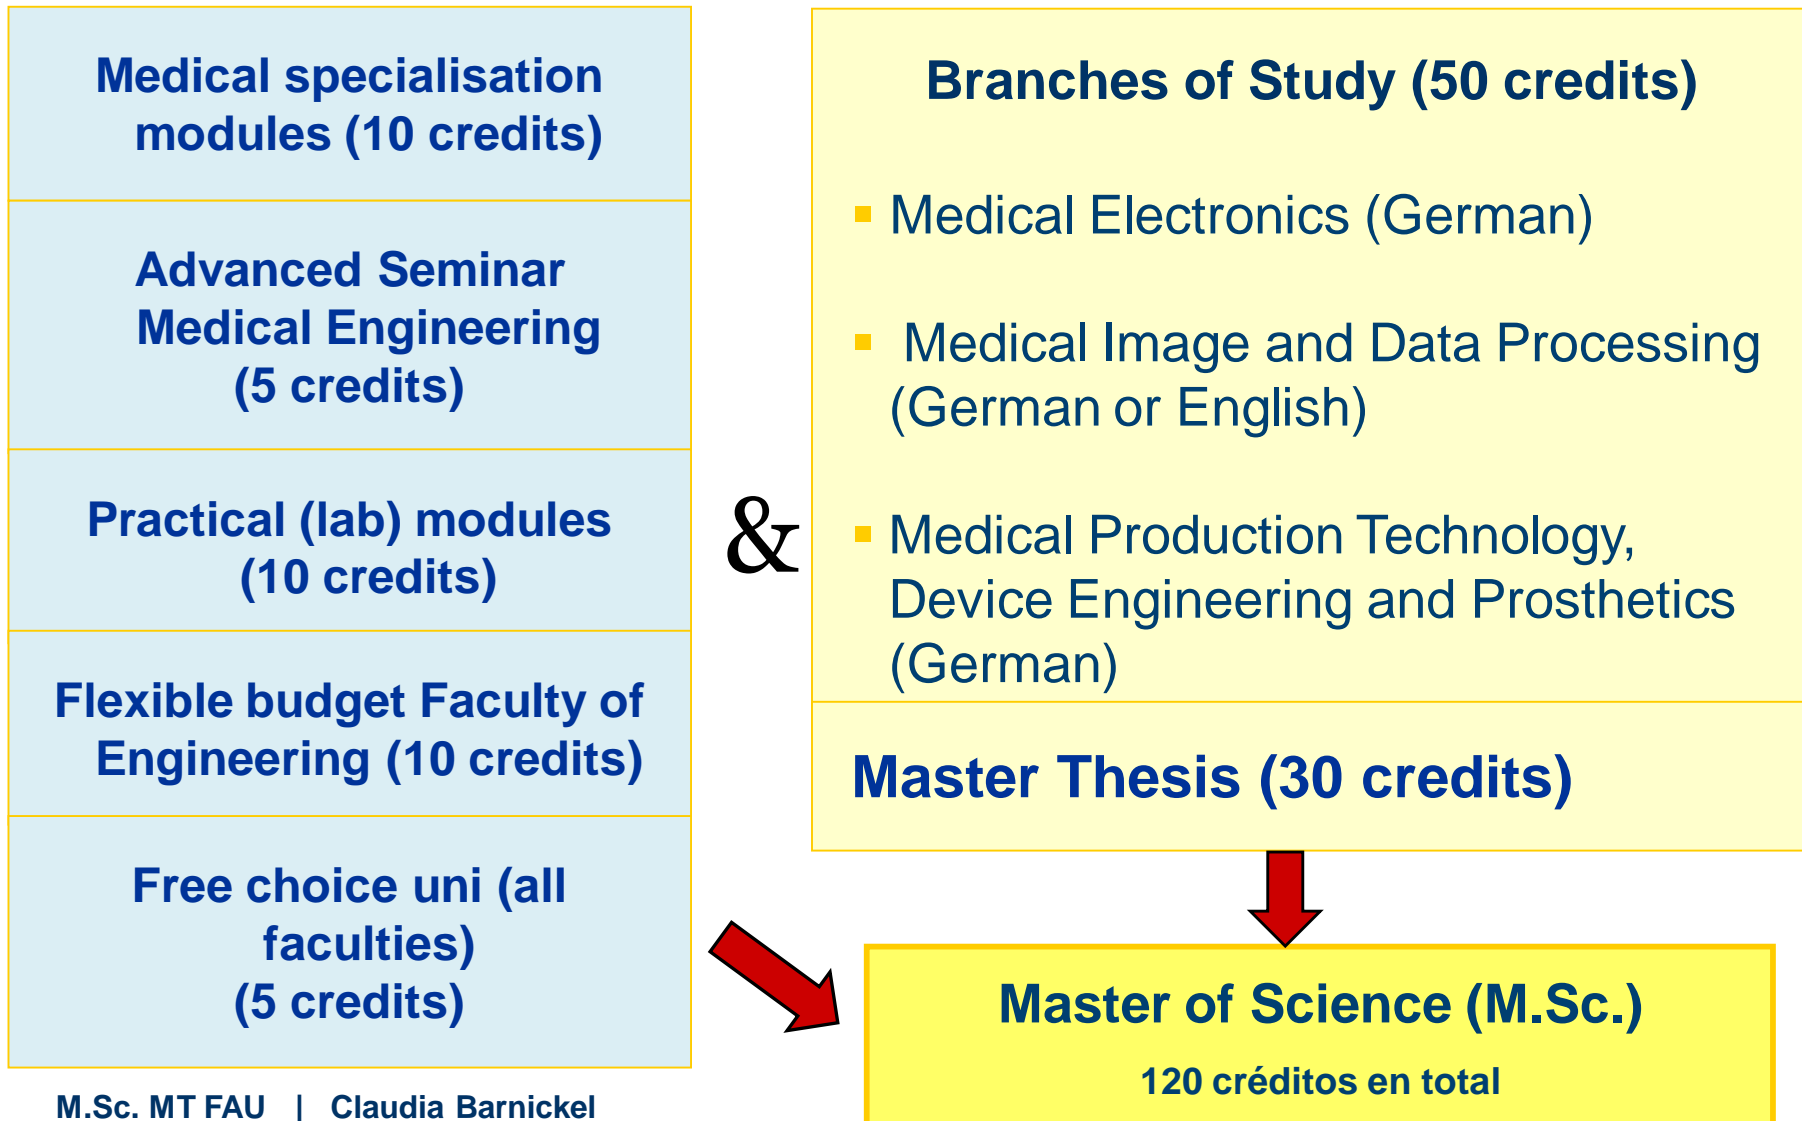 Medical specialisation
modules (10 credits)
Advanced Seminar
Medical Engineering
(5 credits)
Practical (lab) modules
(10 credits)
Flexible budget Faculty of
Engineering (10 credits)
Free choice uni (all
faculties)
(5 credits)
&
Branches of Study (50 credits)
▪ Medical Electronics (German)
▪ Medical Image and Data Processing
(German or English)
▪ Medical Production Technology,
Device Engineering and Prosthetics
(German)
Master Thesis (30 credits)
Master of Science (M.Sc.)
120 créditos en total
M.Sc. MT FAU | Claudia Barnickel